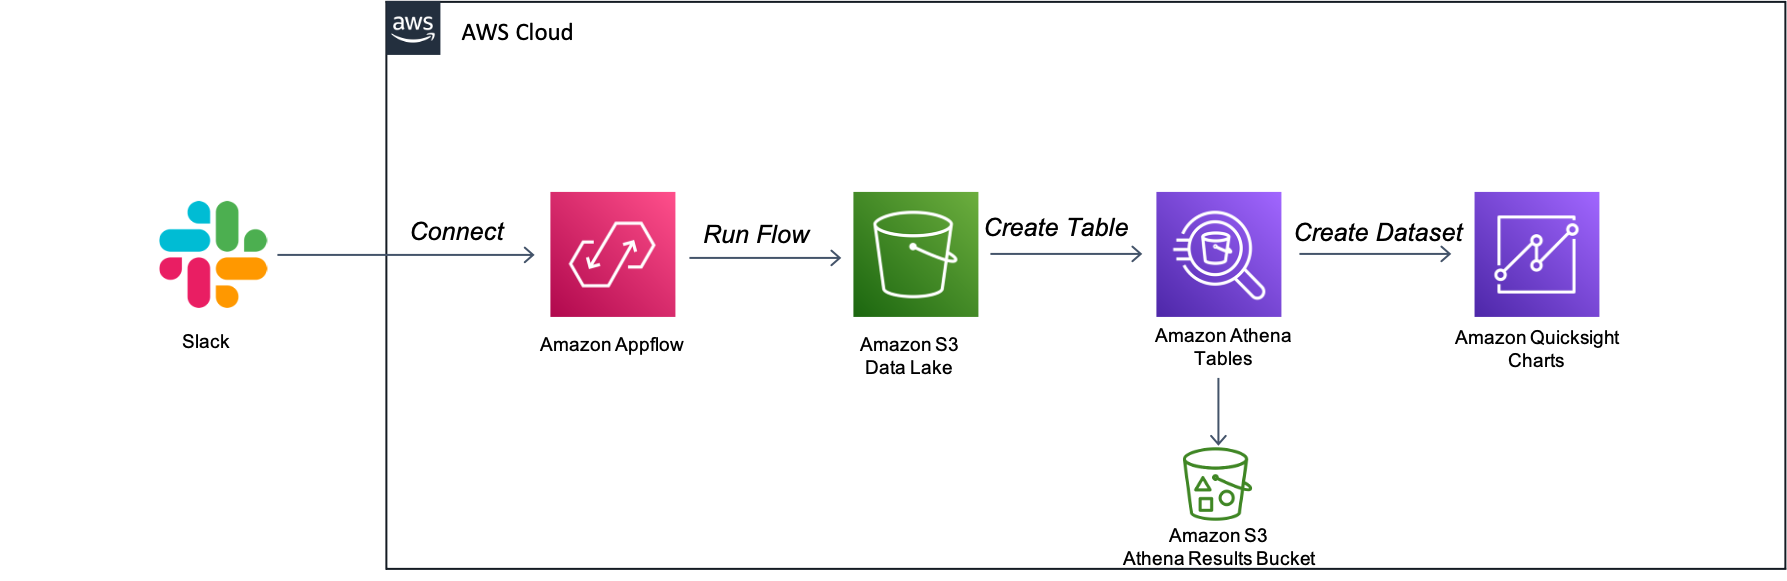 aws
AWS Cloud
Connect
Run Flow
Create Table
Create Dataset
Slack
Amazon Appflow
Amazon S3
Data Lake
Amazon Athena
Tables
Amazon Quicksight
Charts
Amazon S3
Athena Results Bucket